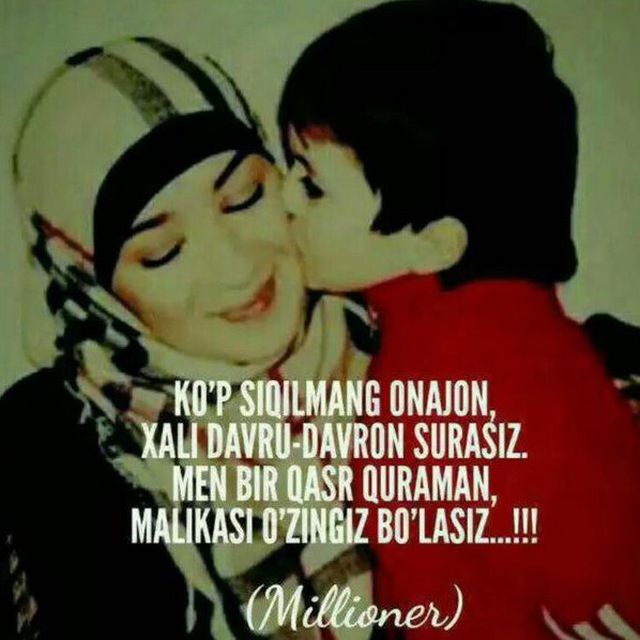 KO'P SIQILMANG ONAJON,
XALI DAVRU-DAVRON SURASIZ.
MEN BIR QASR QURAMAN,
MALIKASI O'ZINGIZ BO'LASIZ...!!!
(Millioner)